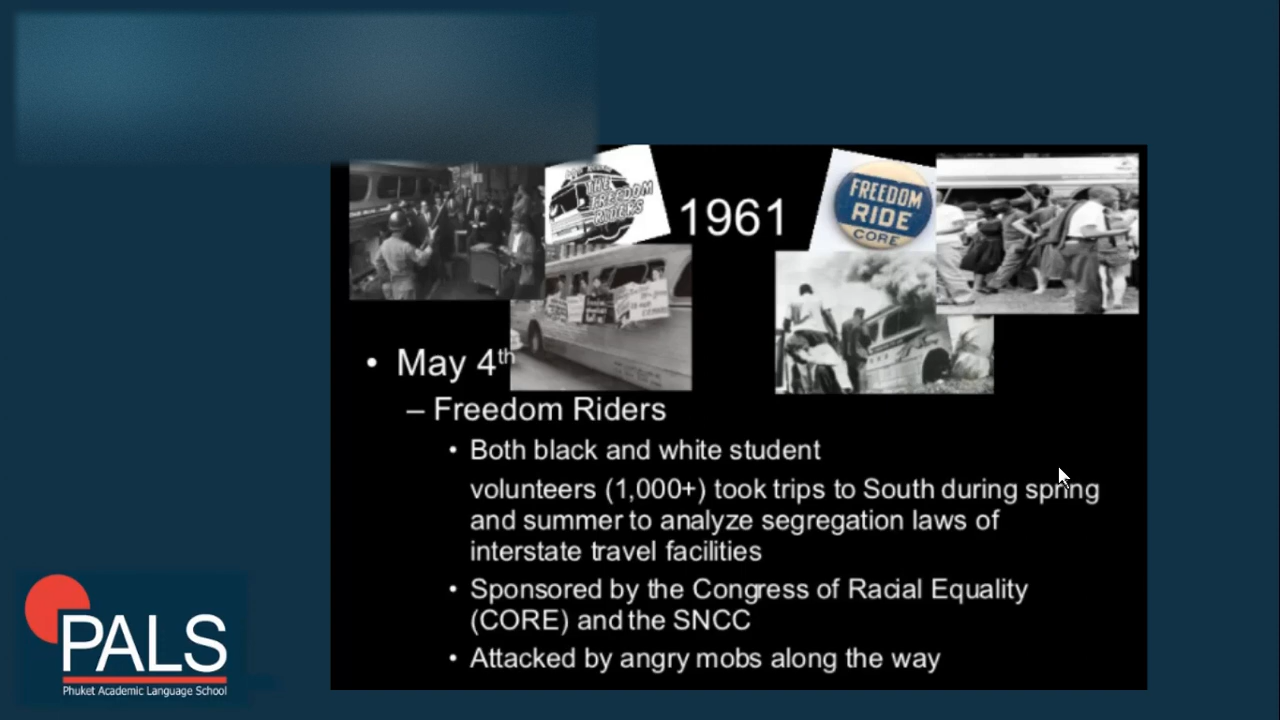 THE
FREEDOM
RIDERS
1961
FREEDOM
RIDE
CORE
• May 4th
– Freedom Riders
• Both black and white student
volunteers (1,000+) took trips to South during spring
and summer to analyze segregation laws of
interstate travel facilities
• Sponsored by the Congress of Racial Equality
(CORE) and the SNCC
• Attacked by angry mobs along the way
PALS
Phuket Academic Language School